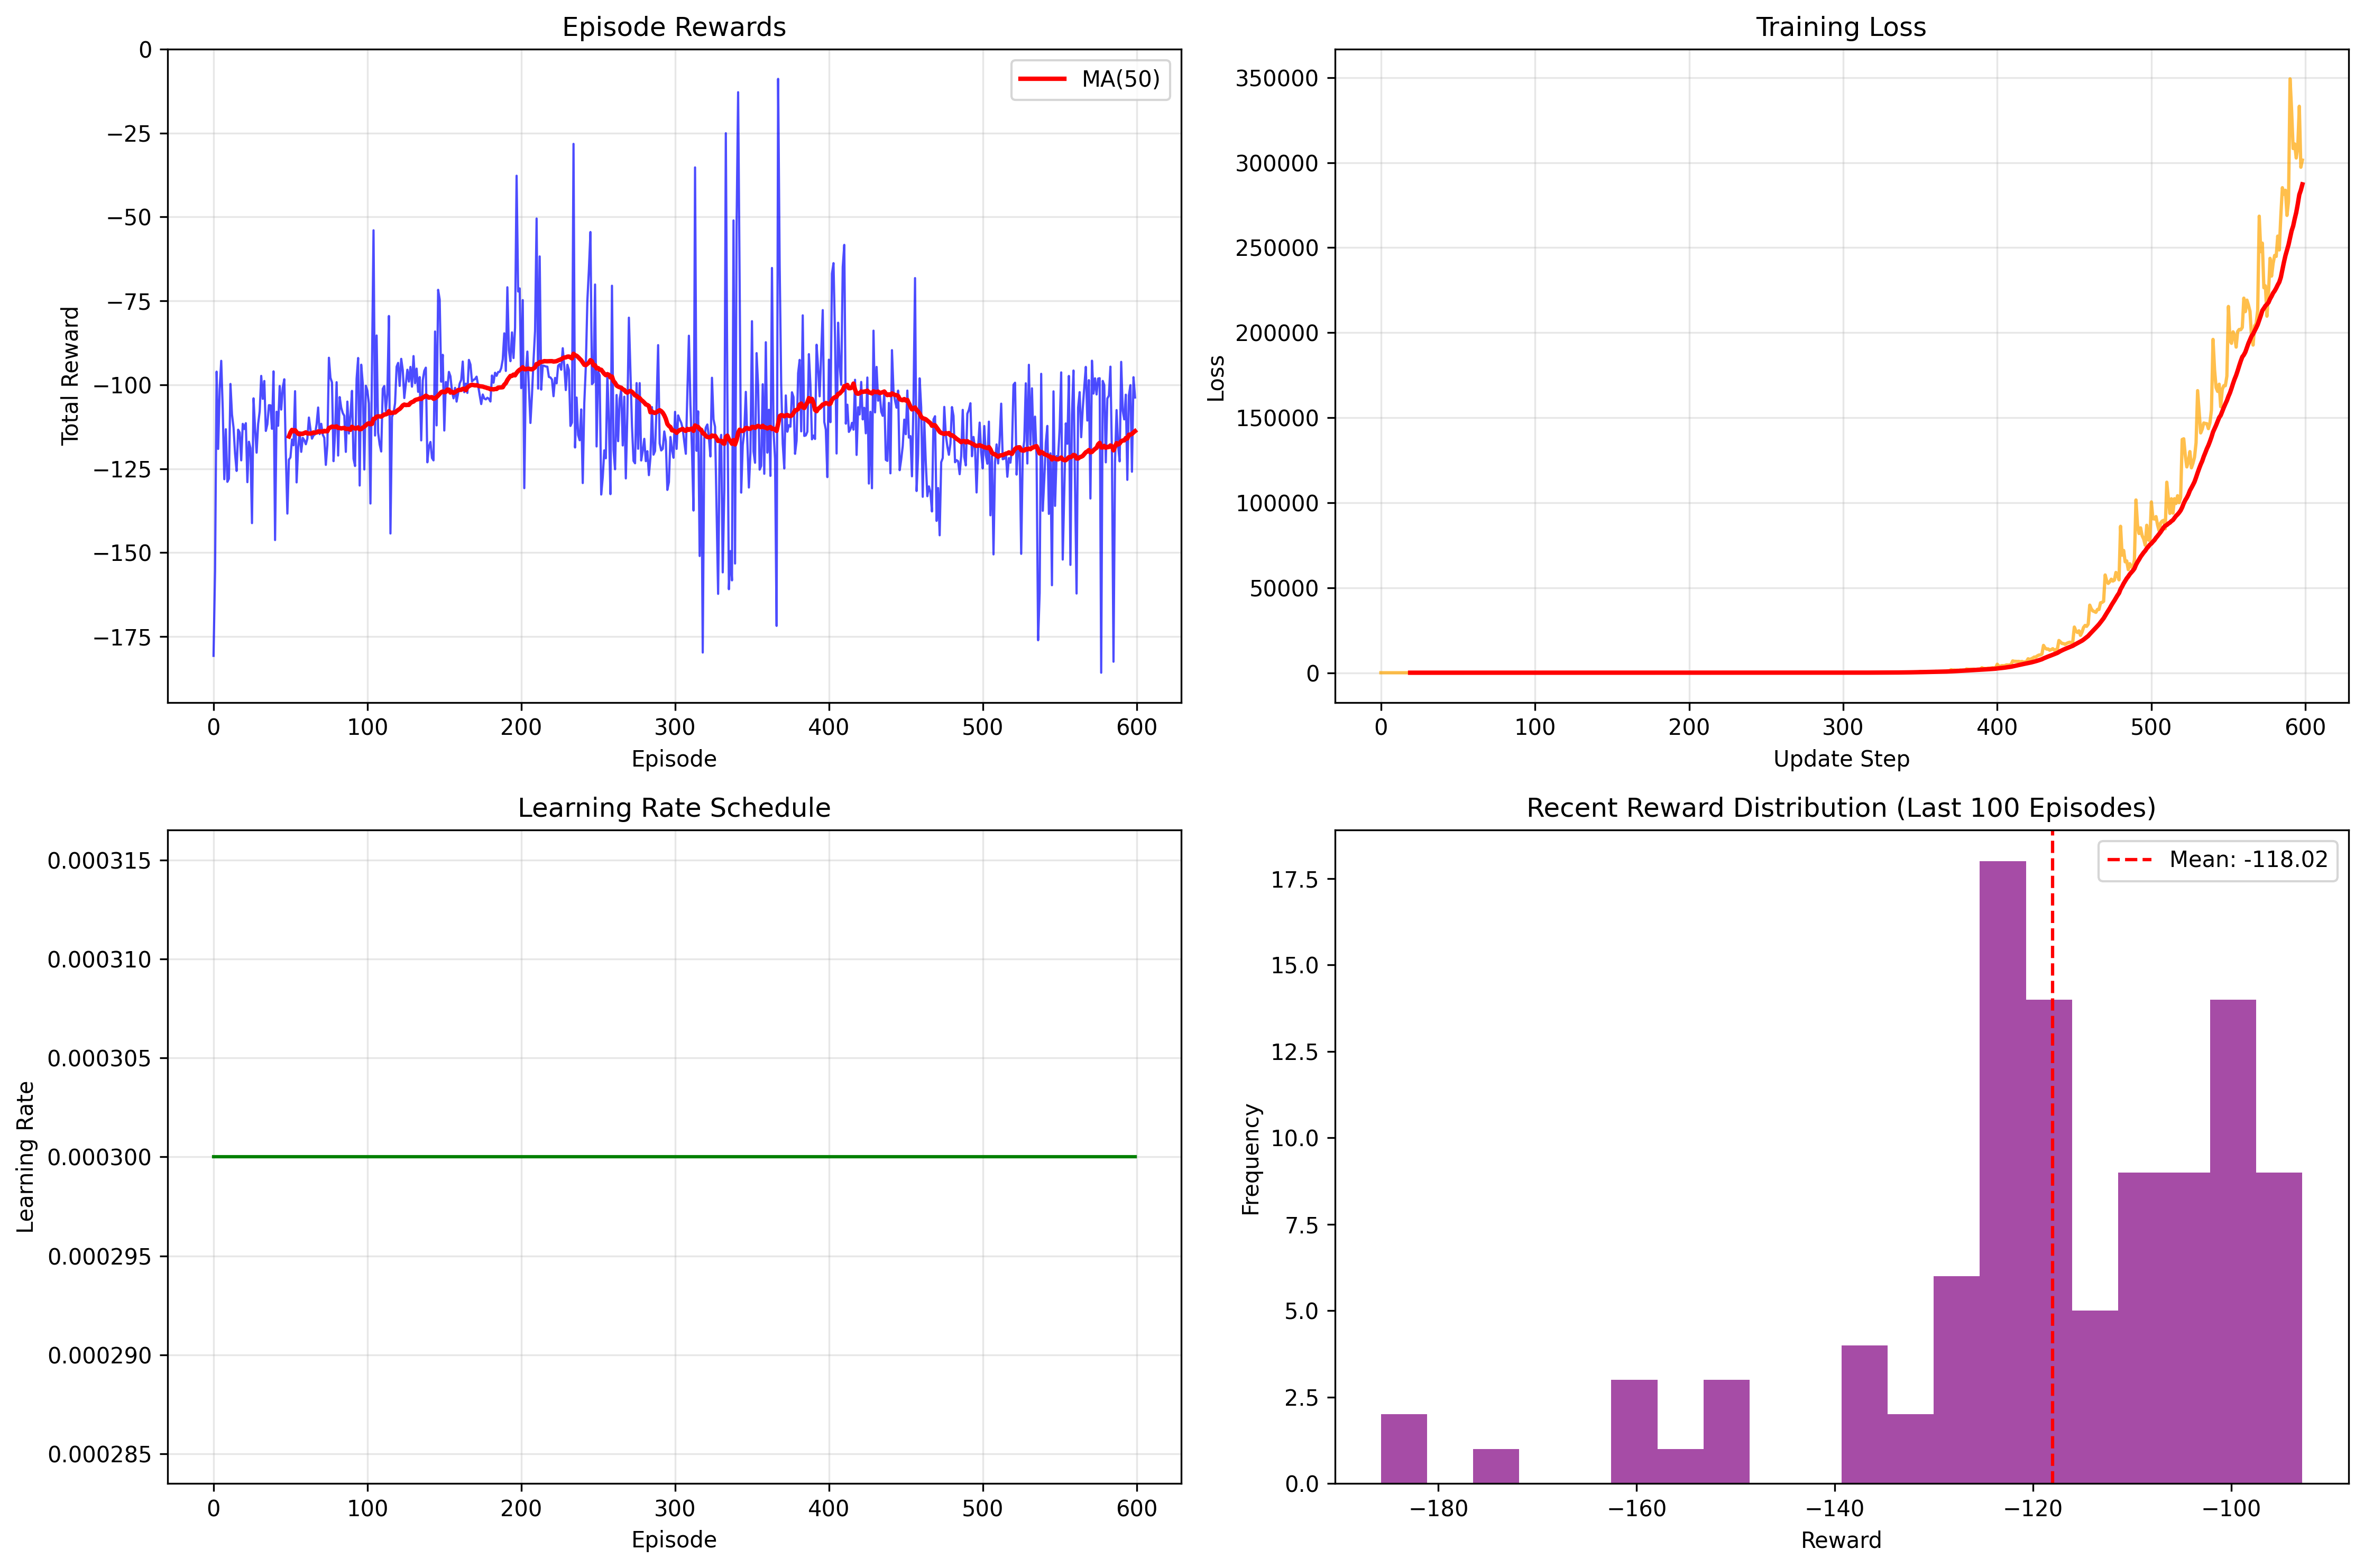 Episode Rewards
MA(50)
Total Reward
0
−25
−50
−75
−100
−125
−150
−175
0 100 200 300 400 500 600
Episode
Training Loss
Loss
350000
300000
250000
200000
150000
100000
50000
0
0 100 200 300 400 500 600
Update Step
Learning Rate Schedule
Learning Rate
0.000315
0.000310
0.000305
0.000300
0.000295
0.000290
0.000285
0 100 200 300 400 500 600
Episode
Recent Reward Distribution (Last 100 Episodes)
Mean: -118.02
Frequency
17.5
15.0
12.5
10.0
7.5
5.0
2.5
0.0
−180 −160 −140 −120 −100
Reward